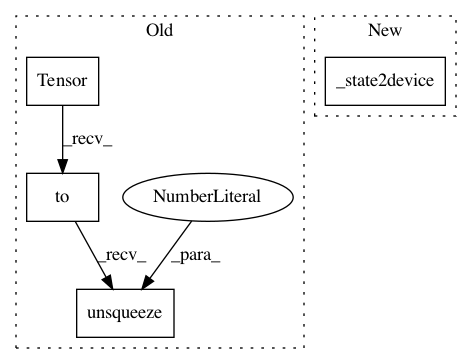 Old
New
Tensor
_state2device
_recv_
to
NumberLiteral
_recv_
_para_
unsqueeze